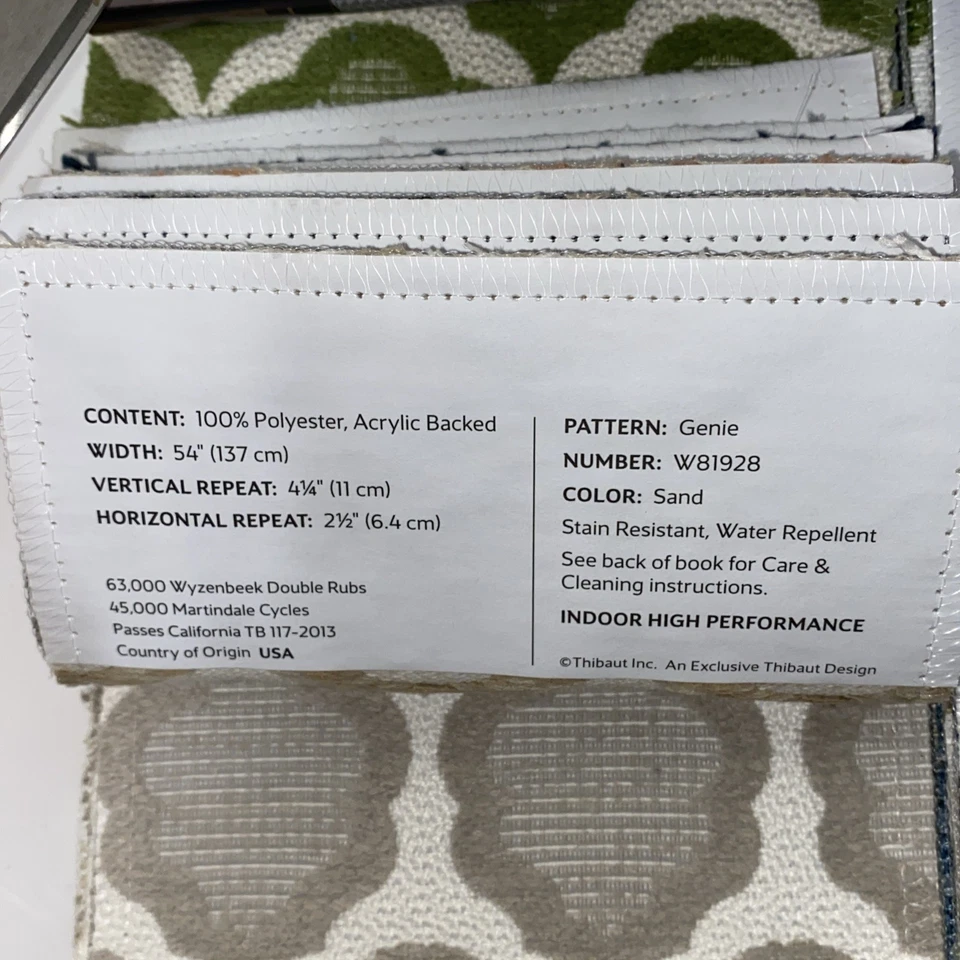 CONTENT: 100% Polyester, Acrylic Backed
WIDTH: 54" (137 cm)
VERTICAL REPEAT: 4¼" (11 cm)
HORIZONTAL REPEAT: 2½" (6.4 cm)
63,000 Wyzenbeek Double Rubs
45,000 Martindale Cycles
Passes California TB 117-2013
Country of Origin USA
PATTERN: Genie
NUMBER: W81928
COLOR: Sand
Stain Resistant, Water Repellent
See back of book for Care &
Cleaning instructions.
INDOOR HIGH PERFORMANCE
©Thibaut Inc. An Exclusive Thibaut Design